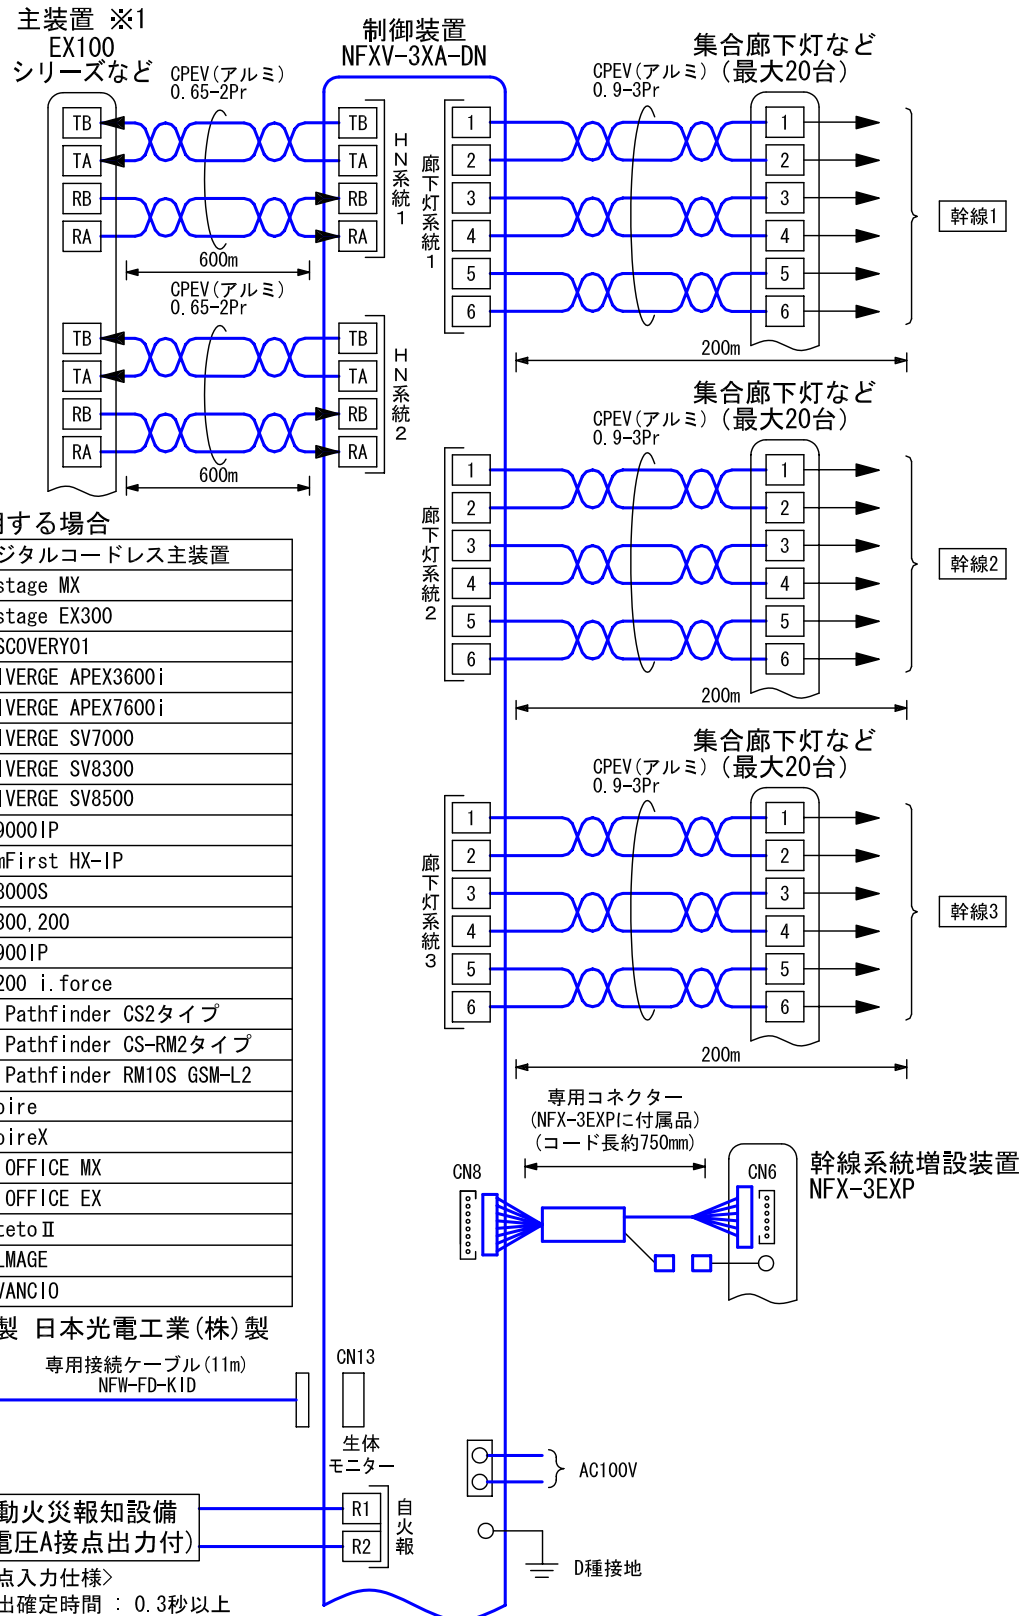 主装置 ※1
EX100
シリーズなど
CPEV(アルミ)
0.65-2Pr
TB
TA
RB
RA
600m
TB
TA
RB
RA
HN系統1
CPEV(アルミ)
0.65-2Pr
TB
TA
RB
RA
600m
TB
TA
RB
RA
HN系統2
制御装置
NFXV-3XA-DN
廊下灯系統1
1
2
3
4
5
6
CPEV(アルミ)
0.9-3Pr
集合廊下灯など
(最大20台)
1
2
3
4
5
6
200m
幹線1
廊下灯系統2
1
2
3
4
5
6
CPEV(アルミ)
0.9-3Pr
集合廊下灯など
(最大20台)
1
2
3
4
5
6
200m
幹線2
廊下灯系統3
1
2
3
4
5
6
CPEV(アルミ)
0.9-3Pr
集合廊下灯など
(最大20台)
1
2
3
4
5
6
200m
幹線3
用する場合
ジタルコードレス主装置
stage MX
stage EX300
SCOVERY01
IVERGE APEX3600i
IVERGE APEX7600i
IVERGE SV7000
IVERGE SV8300
IVERGE SV8500
9000IP
mFirst HX-IP
8000S
300,200
900IP
200 i.force
Pathfinder CS2タイプ
Pathfinder CS-RM2タイプ
Pathfinder RM10S GSM-L2
pire
pireX
OFFICE MX
OFFICE EX
tetoⅡ
LMAGE
VANCIO
製 日本光電工業(株)製
専用接続ケーブル(11m)
NFW-FD-KID
CN13
生体
モニター
専用コネクター
(NFX-3EXPに付属品)
(コード長約750mm)
CN8
CN6
幹線系統増設装置
NFX-3EXP
AC100V
D種接地
動火災報知設備
電圧A接点出力付)
R1
R2
自火報
点入力仕様>
出確定時間 : 0.3秒以上